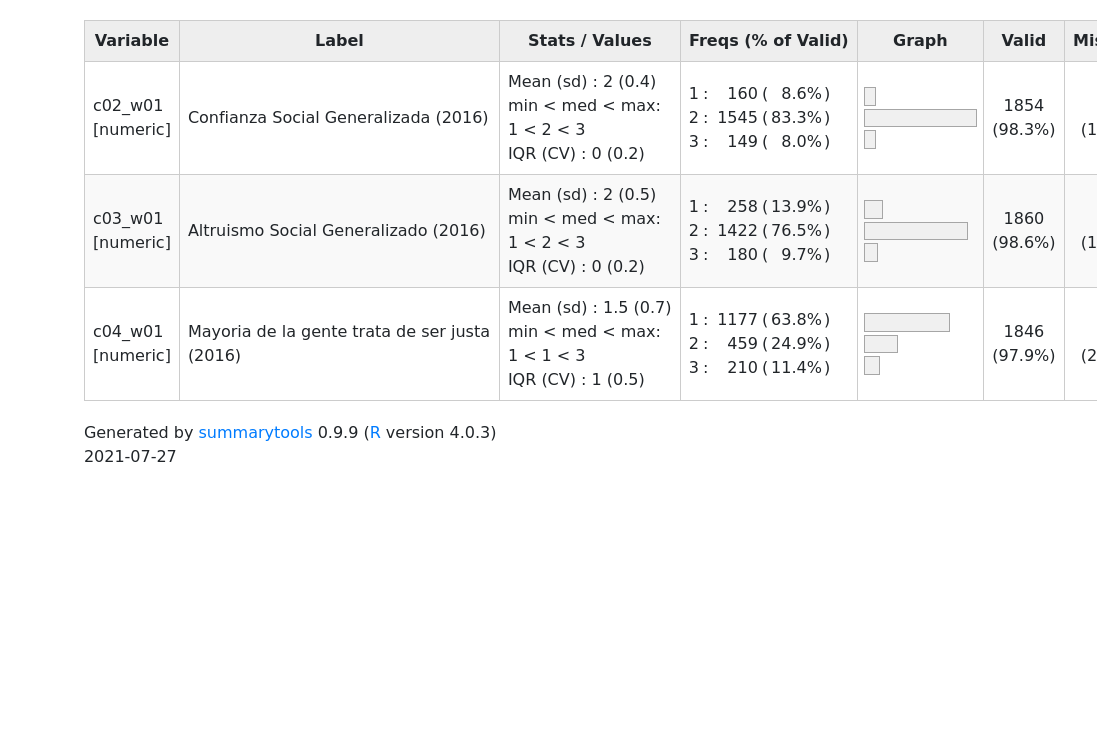 Variable Label Stats / Values Freqs (% of Valid) Graph Valid
c02_w01
[numeric]
Confianza Social Generalizada (2016)
Mean (sd) : 2 (0.4)
min < med < max:
1 < 2 < 3
IQR (CV) : 0 (0.2)
1 : 160 ( 8.6% )
2 : 1545 ( 83.3% )
3 : 149 ( 8.0% )
1854
(98.3%)
c03_w01
[numeric]
Altruismo Social Generalizado (2016)
Mean (sd) : 2 (0.5)
min < med < max:
1 < 2 < 3
IQR (CV) : 0 (0.2)
1 : 258 ( 13.9% )
2 : 1422 ( 76.5% )
3 : 180 ( 9.7% )
1860
(98.6%)
c04_w01
[numeric]
Mayoria de la gente trata de ser justa
(2016)
Mean (sd) : 1.5 (0.7)
min < med < max:
1 < 1 < 3
IQR (CV) : 1 (0.5)
1 : 1177 ( 63.8% )
2 : 459 ( 24.9% )
3 : 210 ( 11.4% )
1846
(97.9%)
Generated by summarytools 0.9.9 (R version 4.0.3)
2021-07-27